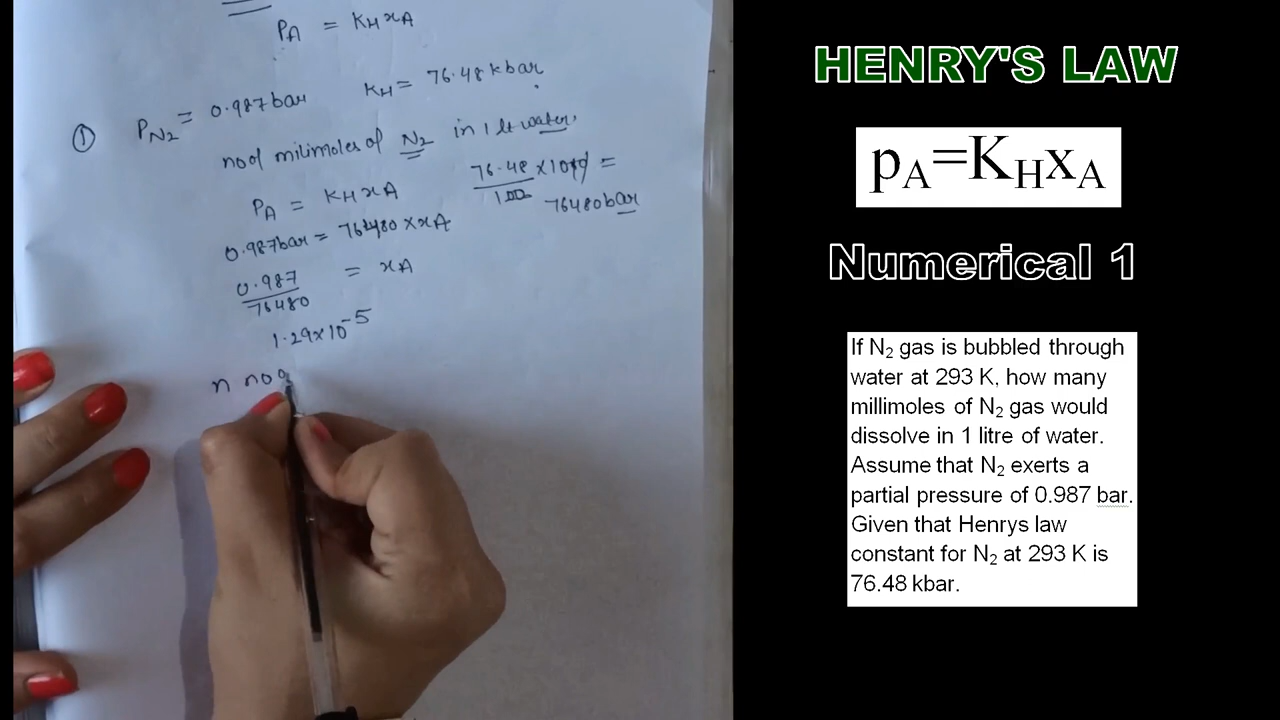 PA = KH xA
① PN2 = 0.987 bar KH = 76.48 kbar
no of milimoles of N2 in 1 lt water.
PA = KH xA
76.48 × 1000 =
100
76480 bar
0.987 bar = 76480 × xA
0.987 = xA
76480
1.29 × 10-5
n no
HENRY'S LAW
pA=KHxA
Numerical 1
If N2 gas is bubbled through
water at 293 K, how many
millimoles of N2 gas would
dissolve in 1 litre of water.
Assume that N2 exerts a
partial pressure of 0.987 bar.
Given that Henrys law
constant for N2 at 293 K is
76.48 kbar.